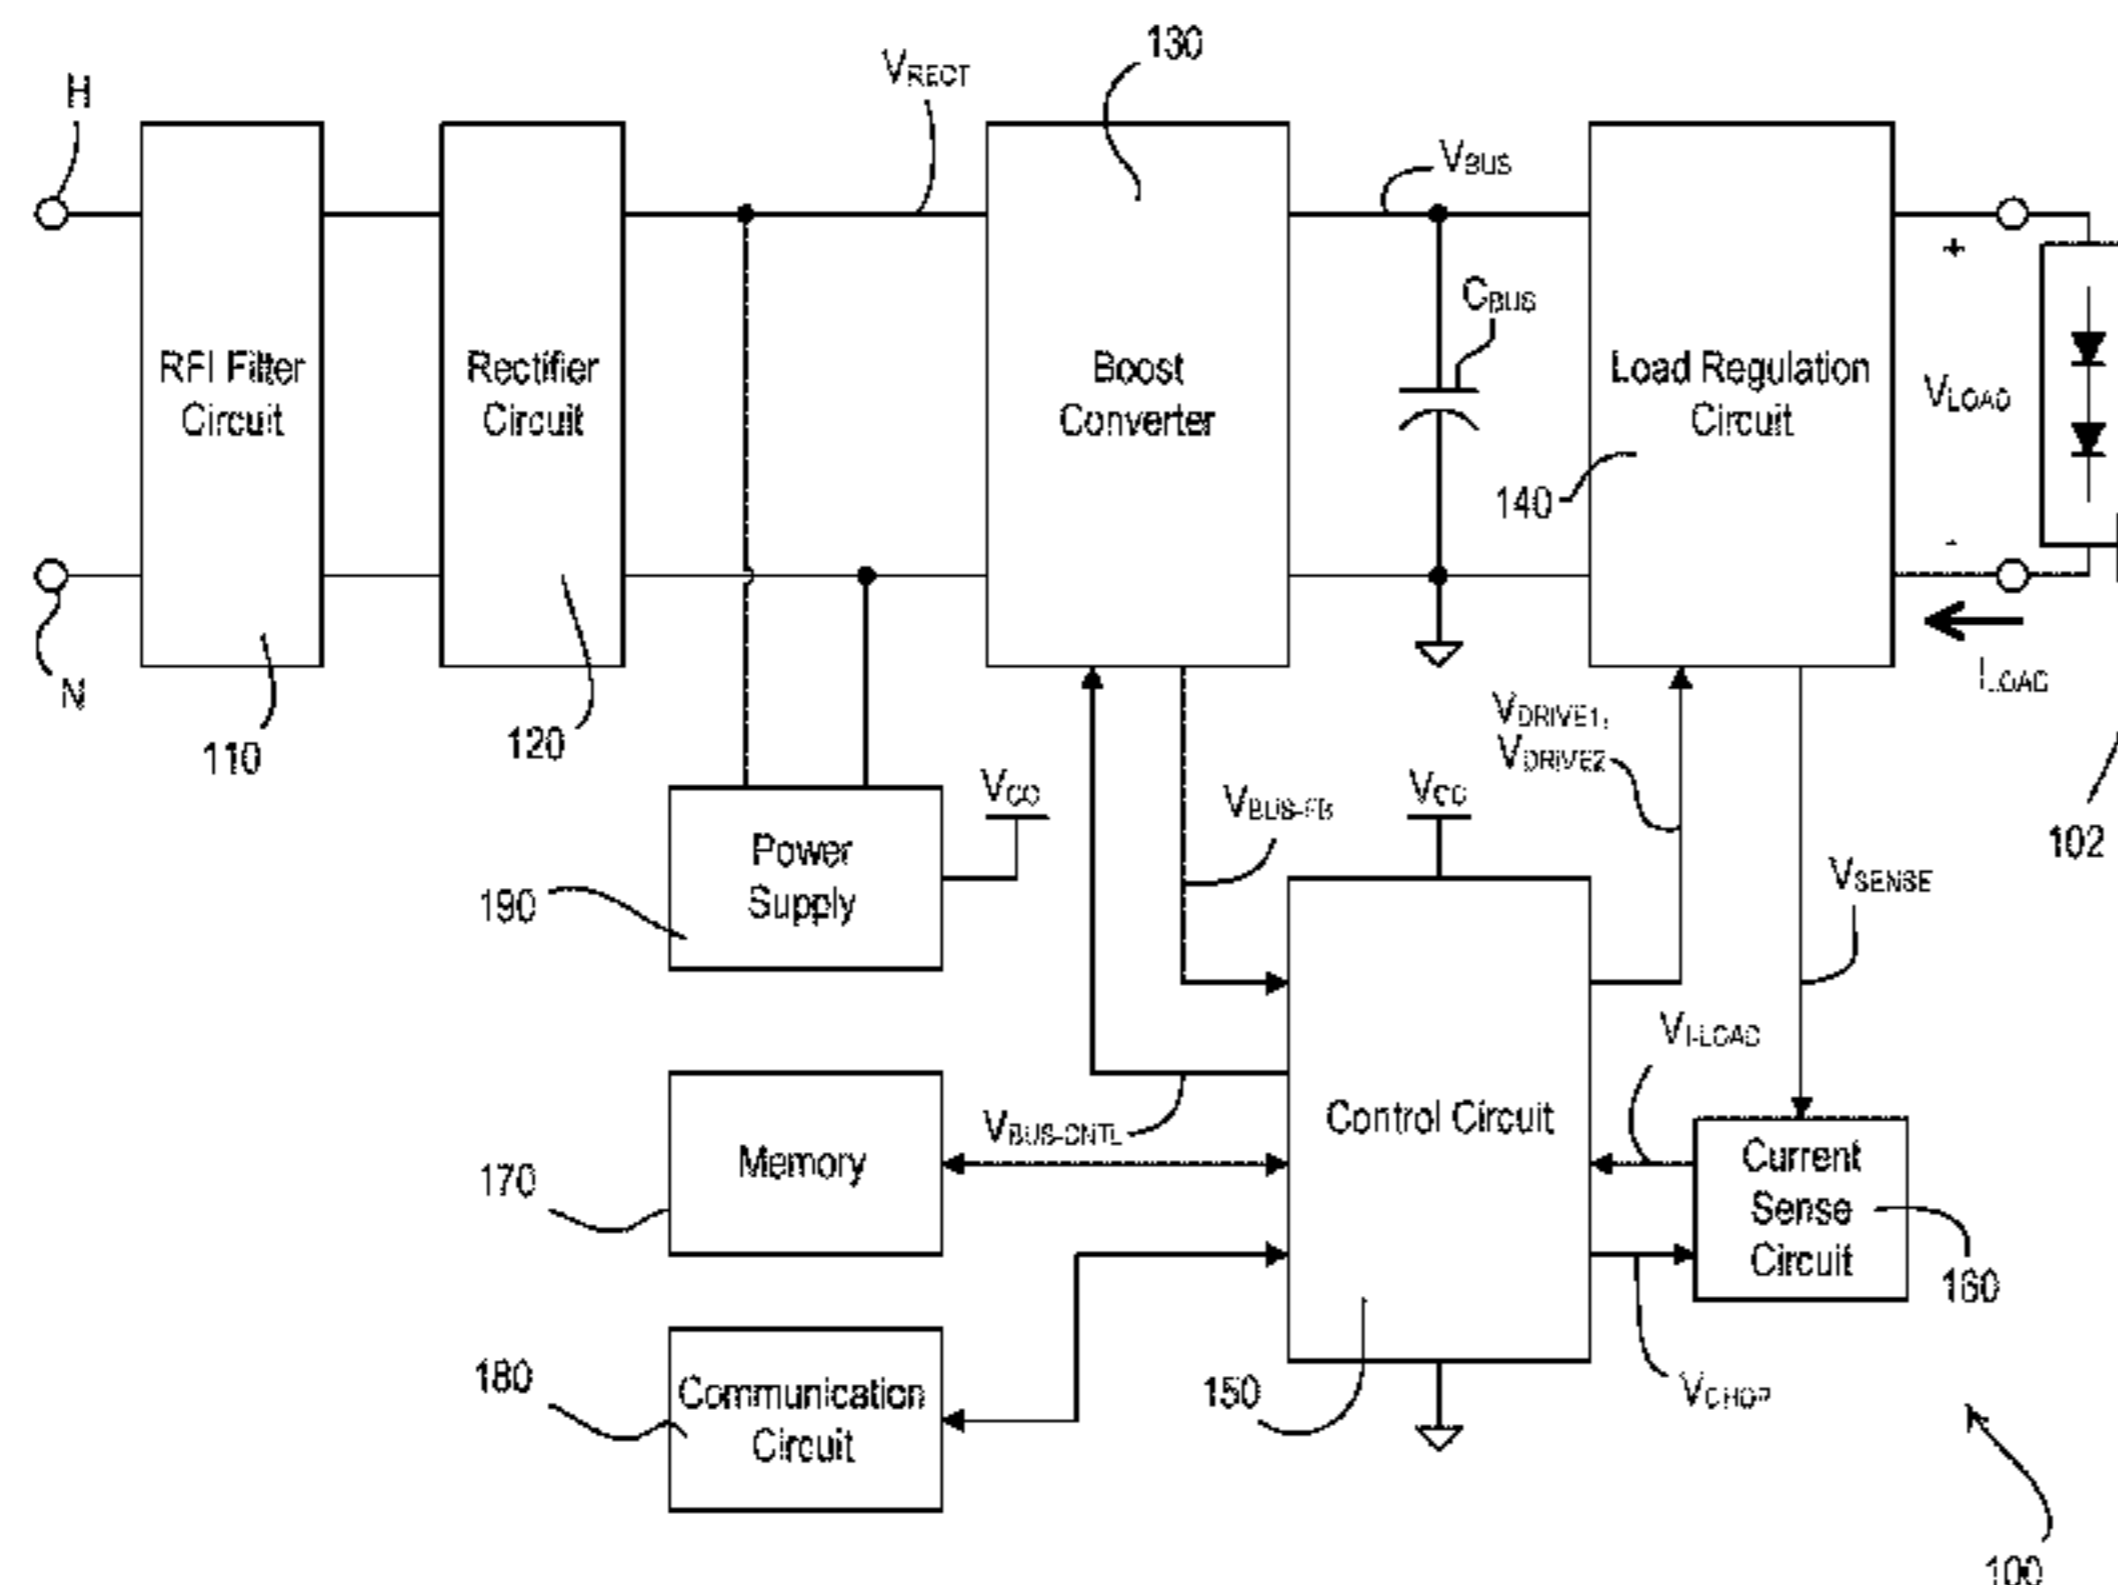 130
H
VRECT
VBUS
CBUS
RFI Filter
Circuit
Rectifier
Circuit
Boost
Converter
Load Regulation
Circuit
VLOAD
+
-
140
N
ILOAD
110
120
VDRIVE1,
VDRIVE2
VCC
VBUS-FB
VCC
102
Power
Supply
190
VSENSE
VI-LOAD
VBUS-CNTL
Control Circuit
Memory
170
Current
Sense
Circuit
160
180
Communication
Circuit
150
VCHOP
100